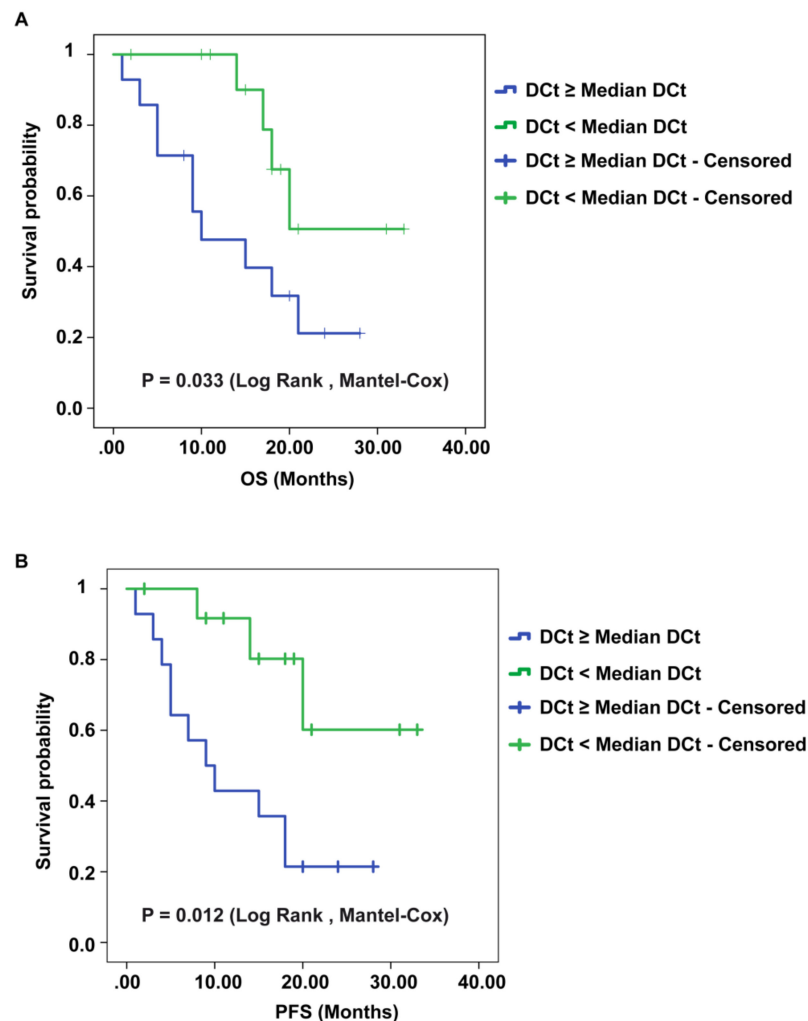 A
1
0.8
0.6
0.4
0.2
0.0
Survival probability
P = 0.033 (Log Rank , Mantel-Cox)
.00 10.00 20.00 30.00 40.00
OS (Months)
DCt ≥ Median DCt
DCt < Median DCt
DCt ≥ Median DCt - Censored
DCt < Median DCt - Censored
B
1
0.8
0.6
0.4
0.2
0.0
Survival probability
P = 0.012 (Log Rank , Mantel-Cox)
.00 10.00 20.00 30.00 40.00
PFS (Months)
DCt ≥ Median DCt
DCt < Median DCt
DCt ≥ Median DCt - Censored
DCt < Median DCt - Censored